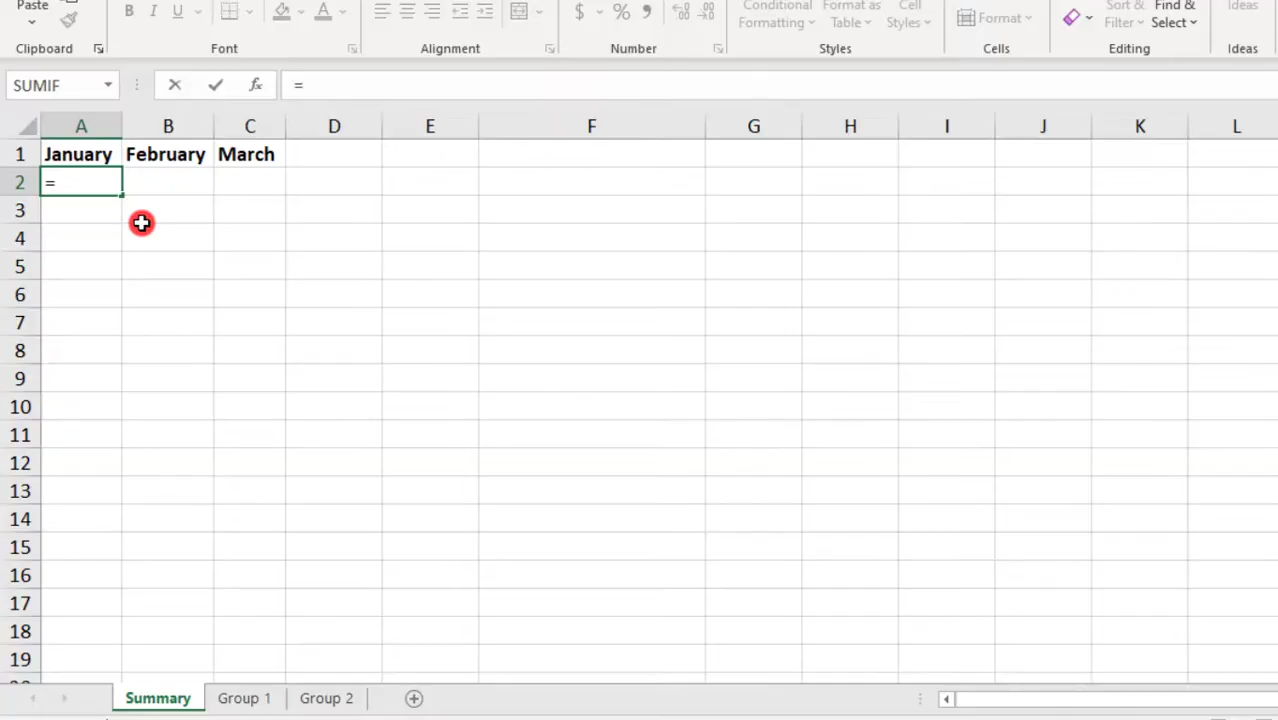 Paste
B I U A $ % ,
Conditional Formatting
Format as Table
Cell Styles
Format
Sort & Filter
Find & Select
Ideas
Clipboard Font Alignment Number Styles Cells Editing Ideas
SUMIF fx =
A B C D E F G H I J K L
1 January February March
2 =
3
4
5
6
7
8
9
10
11
12
13
14
15
16
17
18
19
Summary Group 1 Group 2